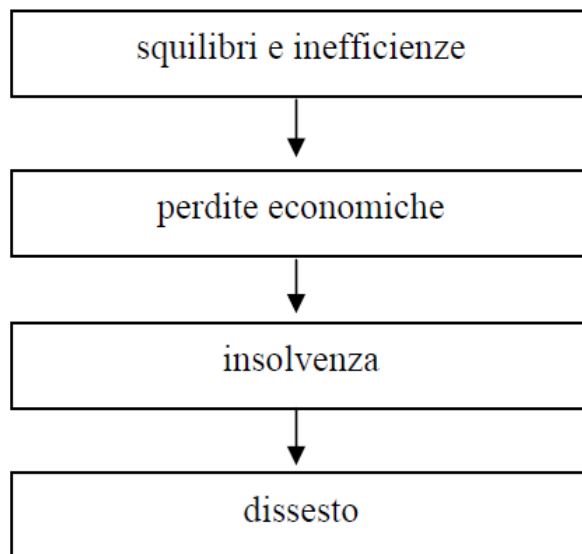 squilibri e inefficienze
perdite economiche
insolvenza
dissesto